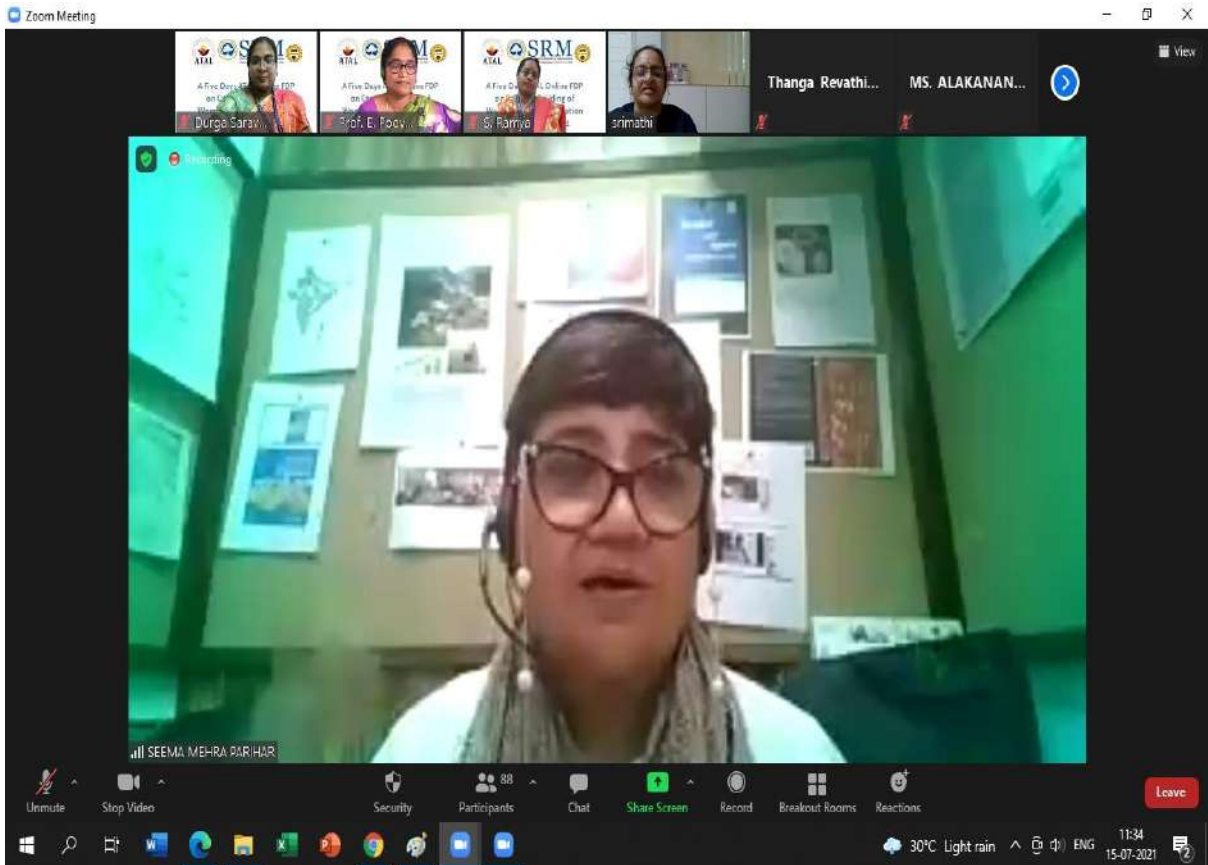 Zoom Meeting
View
ATAL SRM
ATAL SRM
ATAL SRM
A Five Days
Durga Sarav...
Prof. E. Poov...
S. Ramya
srimathi
Thanga Revathi...
MS. ALAKANAN...
Recording
SEEMA MEHRA PARIHAR
Unmute
Stop Video
Security
88
Participants
Chat
Share Screen
Record
Breakout Rooms
Reactions
Leave
30°C Light rain
ENG
11:34
15-07-2021
2